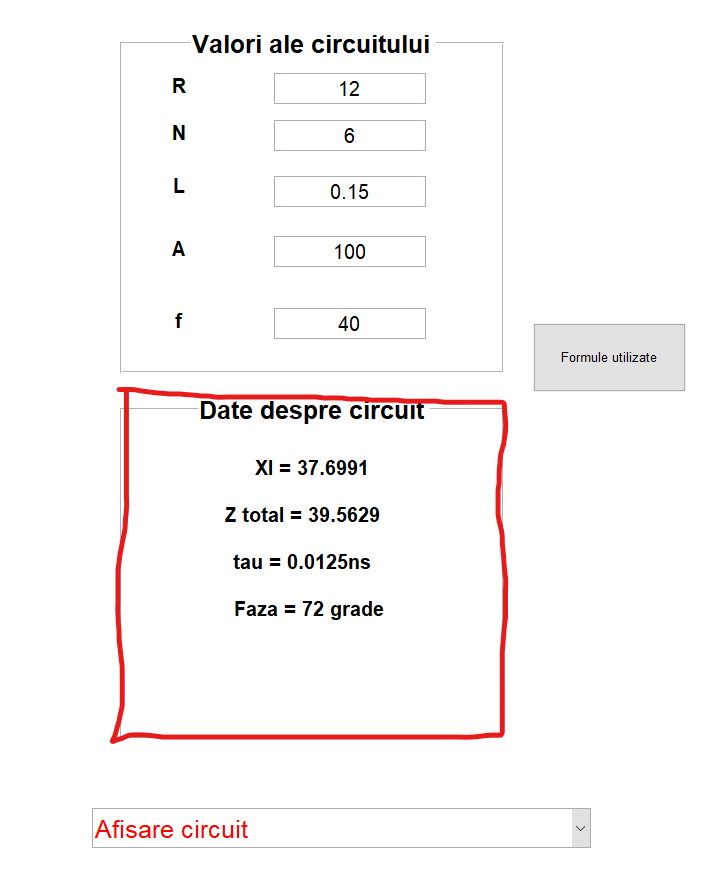 Valori ale circuitului
R 12
N 6
L 0.15
A 100
f 40
Formule utilizate
Date despre circuit
Xl = 37.6991
Z total = 39.5629
tau = 0.0125ns
Faza = 72 grade
Afisare circuit